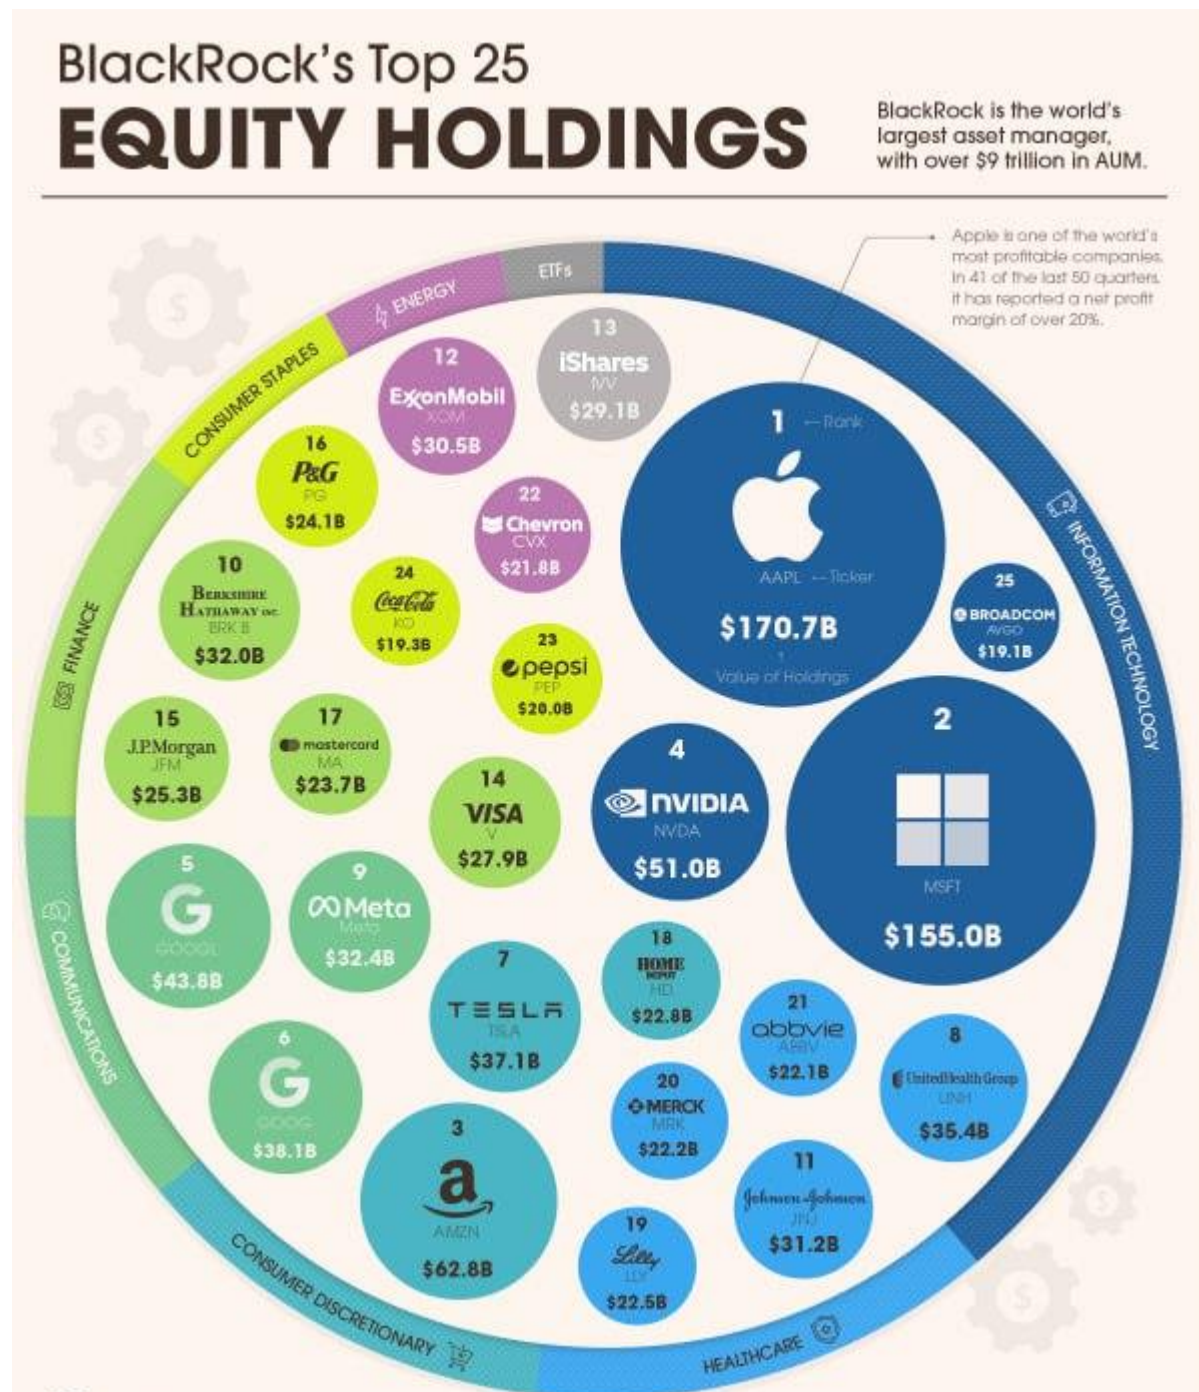 BlackRock's Top 25
EQUITY HOLDINGS
BlackRock is the world's
largest asset manager,
with over $9 trillion in AUM.
Apple is one of the world's
most profitable companies.
In 41 of the last 50 quarters
it has reported a net profit
margin of over 20%.
ETFs
ENERGY
CONSUMER STAPLES
FINANCE
COMMUNICATIONS
CONSUMER DISCRETIONARY
HEALTHCARE
INFORMATION TECHNOLOGY
13
iShares
IVV
$29.1B
12
ExxonMobil
XOM
$30.5B
1 ←Rank
AAPL ←Ticker
$170.7B
↑
Value of Holdings
16
P&G
PG
$24.1B
22
Chevron
CVX
$21.8B
10
BERKSHIRE
HATHAWAY INC.
BRK B
$32.0B
24
Coca-Cola
KO
$19.3B
25
BROADCOM
AVGO
$19.1B
23
pepsi
PEP
$20.0B
2
MSFT
$155.0B
15
J.P.Morgan
JPM
$25.3B
17
mastercard
MA
$23.7B
4
NVIDIA
NVDA
$51.0B
14
VISA
V
$27.9B
5
G
GOOGL
$43.8B
9
Meta
Meta
$32.4B
18
THE HOME DEPOT
HD
$22.8B
7
TESLA
TSLA
$37.1B
21
abbvie
ABBV
$22.1B
8
UnitedHealth Group
UNH
$35.4B
6
G
GOOG
$38.1B
20
MERCK
MRK
$22.2B
3
a
AMZN
$62.8B
11
Johnson&Johnson
JNJ
$31.2B
19
Lilly
LLY
$22.5B